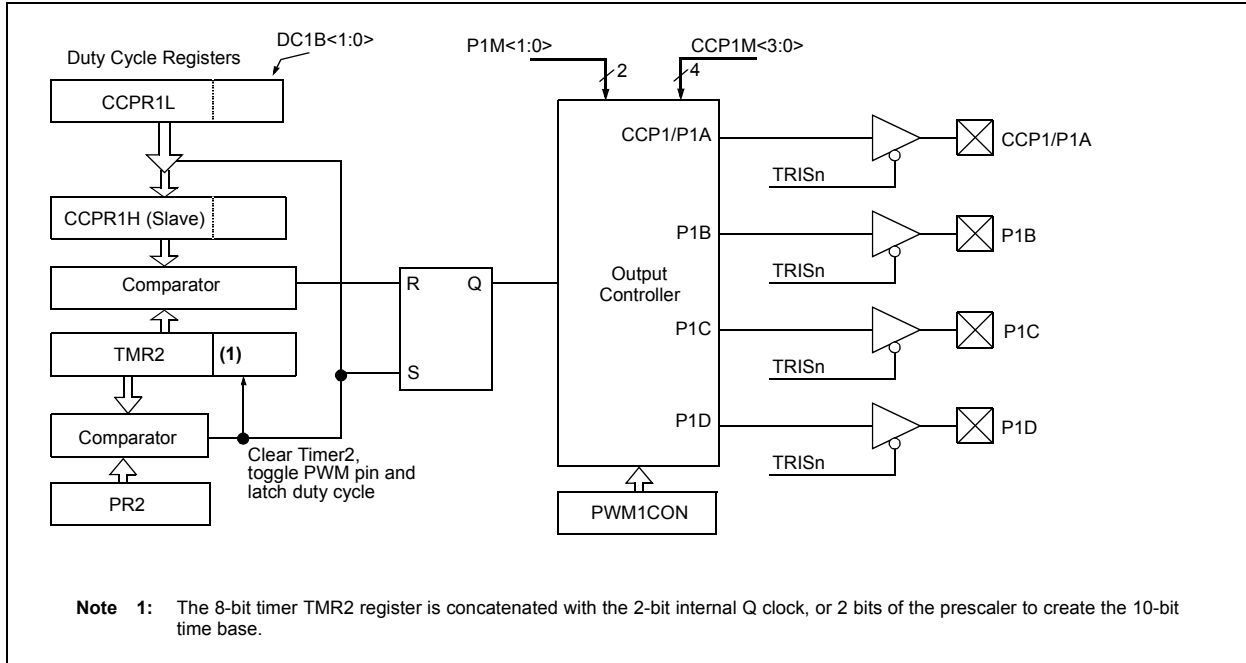 DC1B<1:0>
Duty Cycle Registers
CCPR1L
CCPR1H (Slave)
Comparator
TMR2
(1)
Comparator
PR2
Clear Timer2,
toggle PWM pin and
latch duty cycle
R
Q
S
P1M<1:0>
2
CCP1M<3:0>
4
Output
Controller
CCP1/P1A
P1B
P1C
P1D
PWM1CON
TRISn
CCP1/P1A
TRISn
P1B
TRISn
P1C
TRISn
P1D
Note 1: The 8-bit timer TMR2 register is concatenated with the 2-bit internal Q clock, or 2 bits of the prescaler to create the 10-bit
time base.